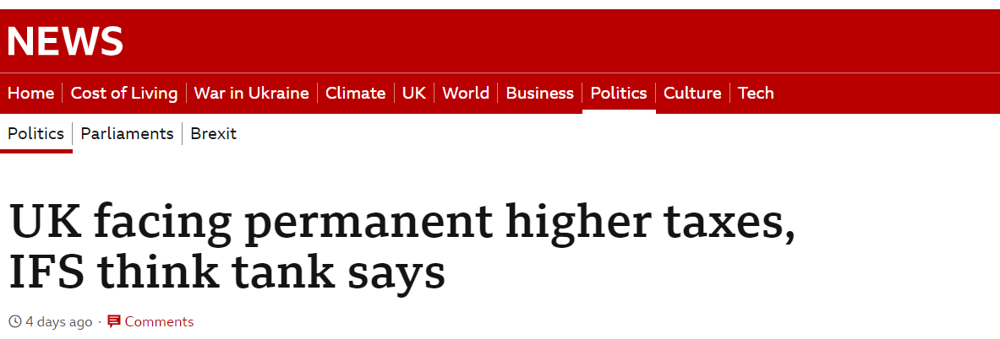 NEWS
Home Cost of Living War in Ukraine Climate UK World Business Politics Culture Tech
Politics Parliaments Brexit
UK facing permanent higher taxes,
IFS think tank says
4 days ago · Comments